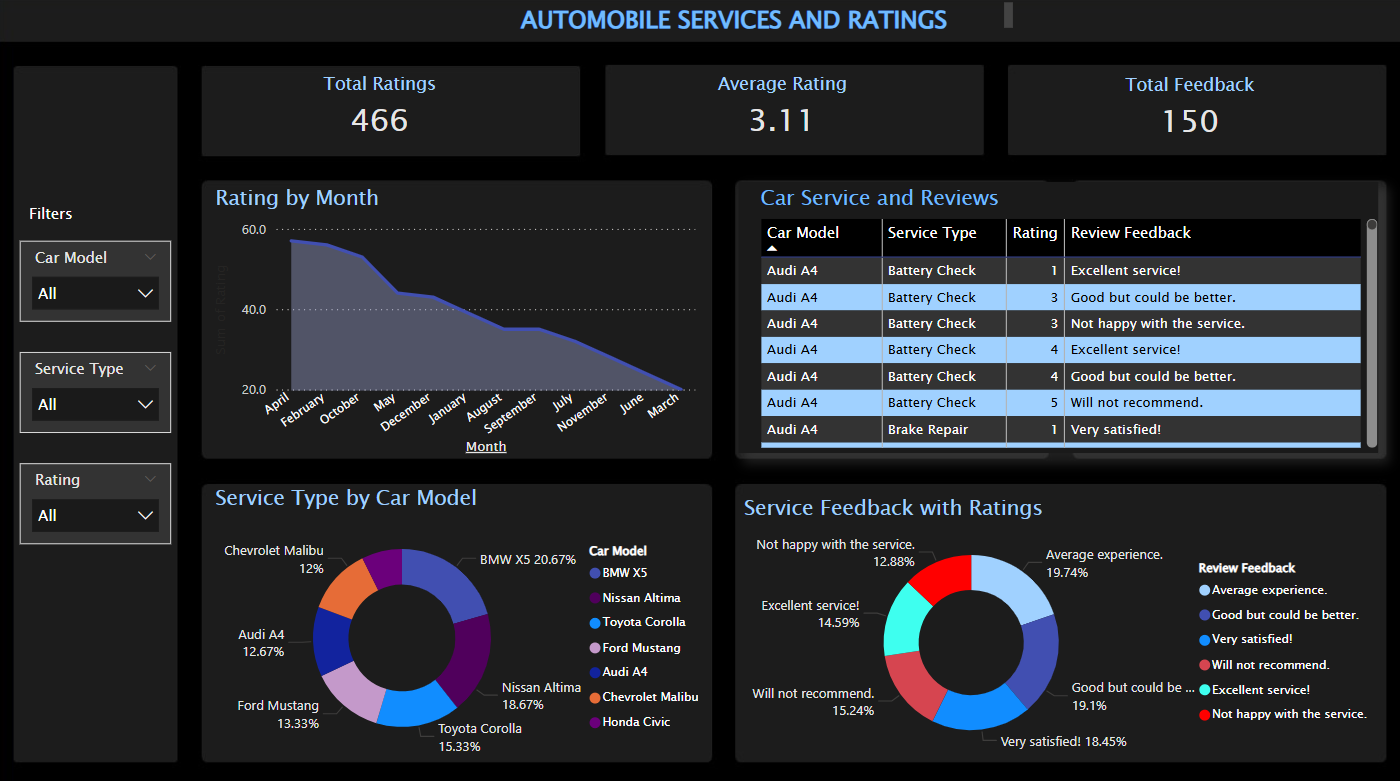 AUTOMOBILE SERVICES AND RATINGS
Total Ratings
466
Average Rating
3.11
Total Feedback
150
Filters
Car Model
All
Service Type
All
Rating
All
Rating by Month
Sum of Rating
60.0
40.0
20.0
April
February
October
May
December
January
August
September
July
November
June
March
Month
Car Service and Reviews
Car Model Service Type Rating Review Feedback
Audi A4 Battery Check 1 Excellent service!
Audi A4 Battery Check 3 Good but could be better.
Audi A4 Battery Check 3 Not happy with the service.
Audi A4 Battery Check 4 Excellent service!
Audi A4 Battery Check 4 Good but could be better.
Audi A4 Battery Check 5 Will not recommend.
Audi A4 Brake Repair 1 Very satisfied!
Service Type by Car Model
Chevrolet Malibu
12%
BMW X5 20.67%
Audi A4
12.67%
Ford Mustang
13.33%
Nissan Altima
18.67%
Toyota Corolla
15.33%
Car Model
BMW X5
Nissan Altima
Toyota Corolla
Ford Mustang
Audi A4
Chevrolet Malibu
Honda Civic
Service Feedback with Ratings
Not happy with the service.
12.88%
Average experience.
19.74%
Excellent service!
14.59%
Will not recommend.
15.24%
Good but could be ...
19.1%
Very satisfied! 18.45%
Review Feedback
Average experience.
Good but could be better.
Very satisfied!
Will not recommend.
Excellent service!
Not happy with the service.